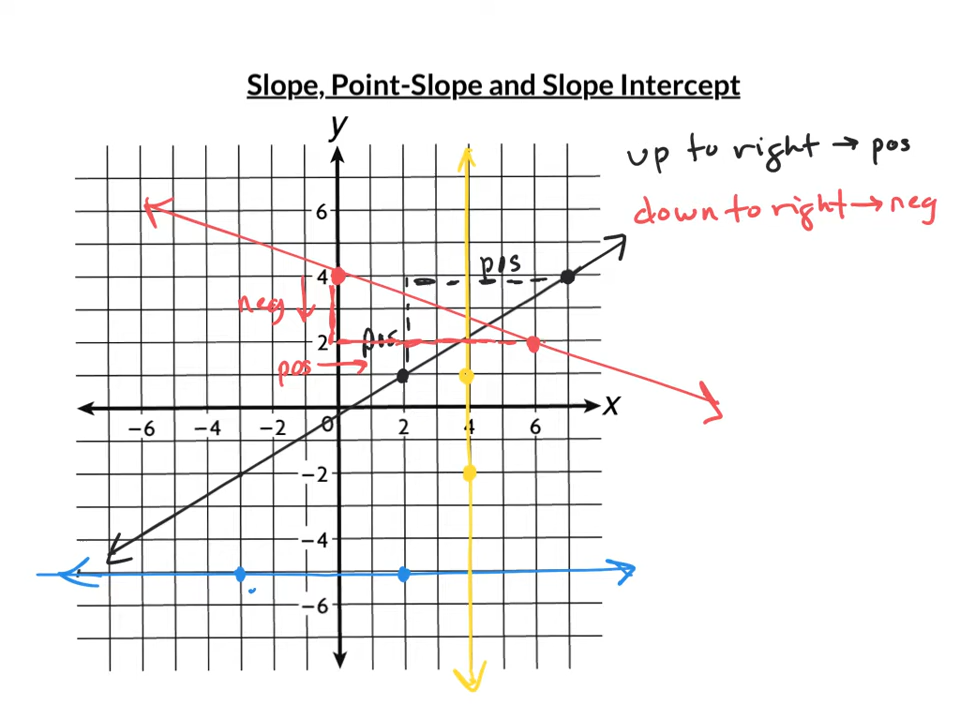 Slope, Point-Slope and Slope Intercept
y
up to right → pos
down to right → neg
6
pos
4
neg ↓
2
pos
pos →
x
-6 -4 -2 0 2 4 6
-2
-4
-6